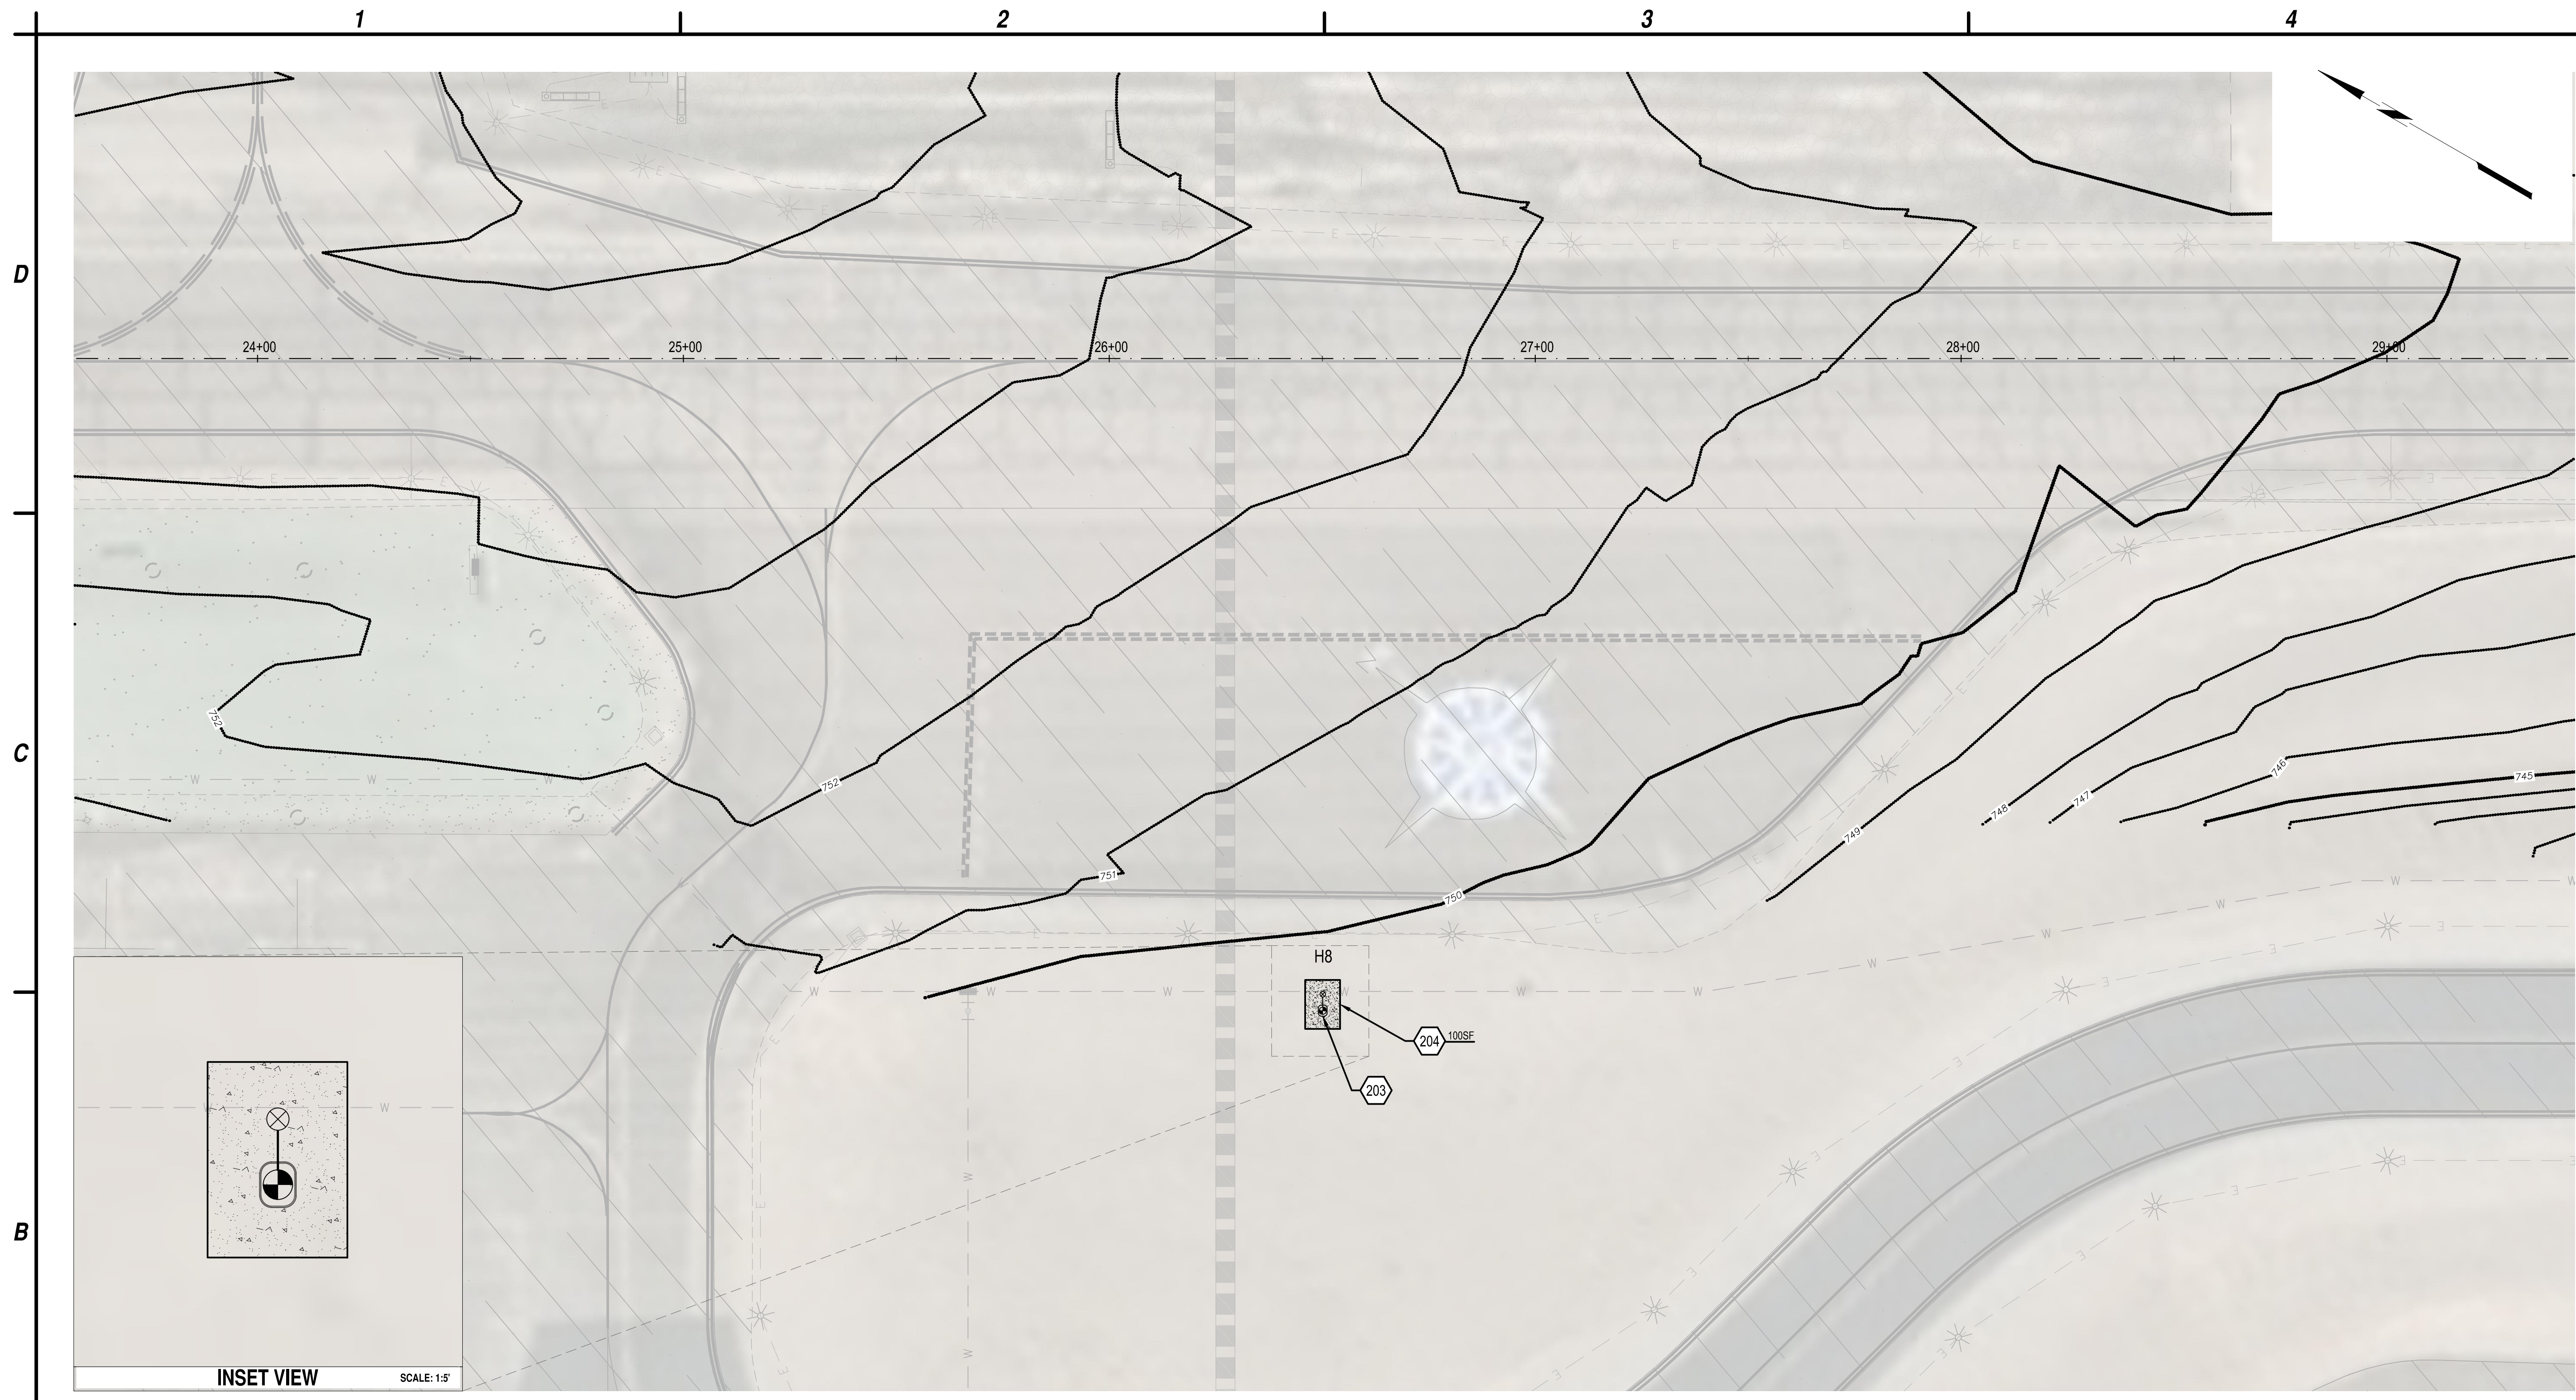 1 2 3 4
D
24+00 25+00 26+00 27+00 28+00 29+00
E E E E E E E E E
E E E
C
752
752
751
750
749
748
747
746
745
W W W
E E E E
W W W W
H8
W W W W W W
204 100SF
203
B
W W
W
W
E E
E E E E E E E E E E
INSET VIEW SCALE: 1:5'